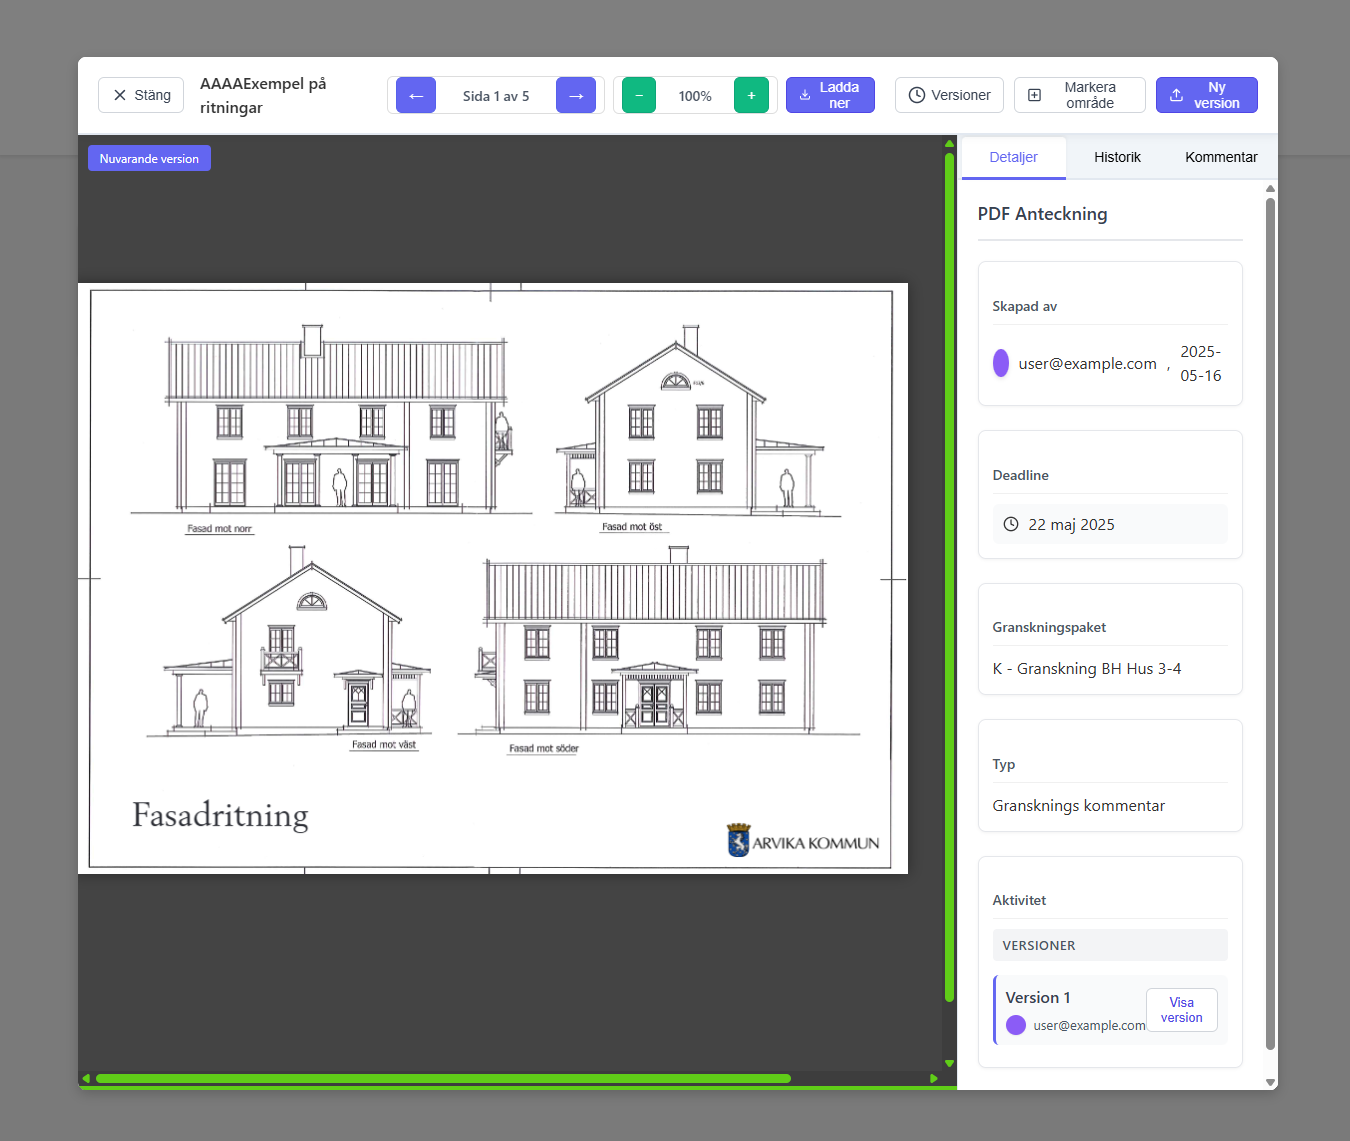 Stäng
AAAAExempel på
ritningar
Sida 1 av 5
100%
Ladda
ner
Versioner
Markera
område
Ny
version
Nuvarande version
Detaljer
Historik
Kommentar
PDF Anteckning
Skapad av
user@example.com , 2025-
05-16
Deadline
22 maj 2025
Granskningspaket
K - Granskning BH Hus 3-4
Typ
Gransknings kommentar
Aktivitet
VERSIONER
Version 1
user@example.com
Visa
version
Fasad mot norr
Fasad mot öst
Fasad mot väst
Fasad mot söder
Fasadritning
ARVIKA KOMMUN